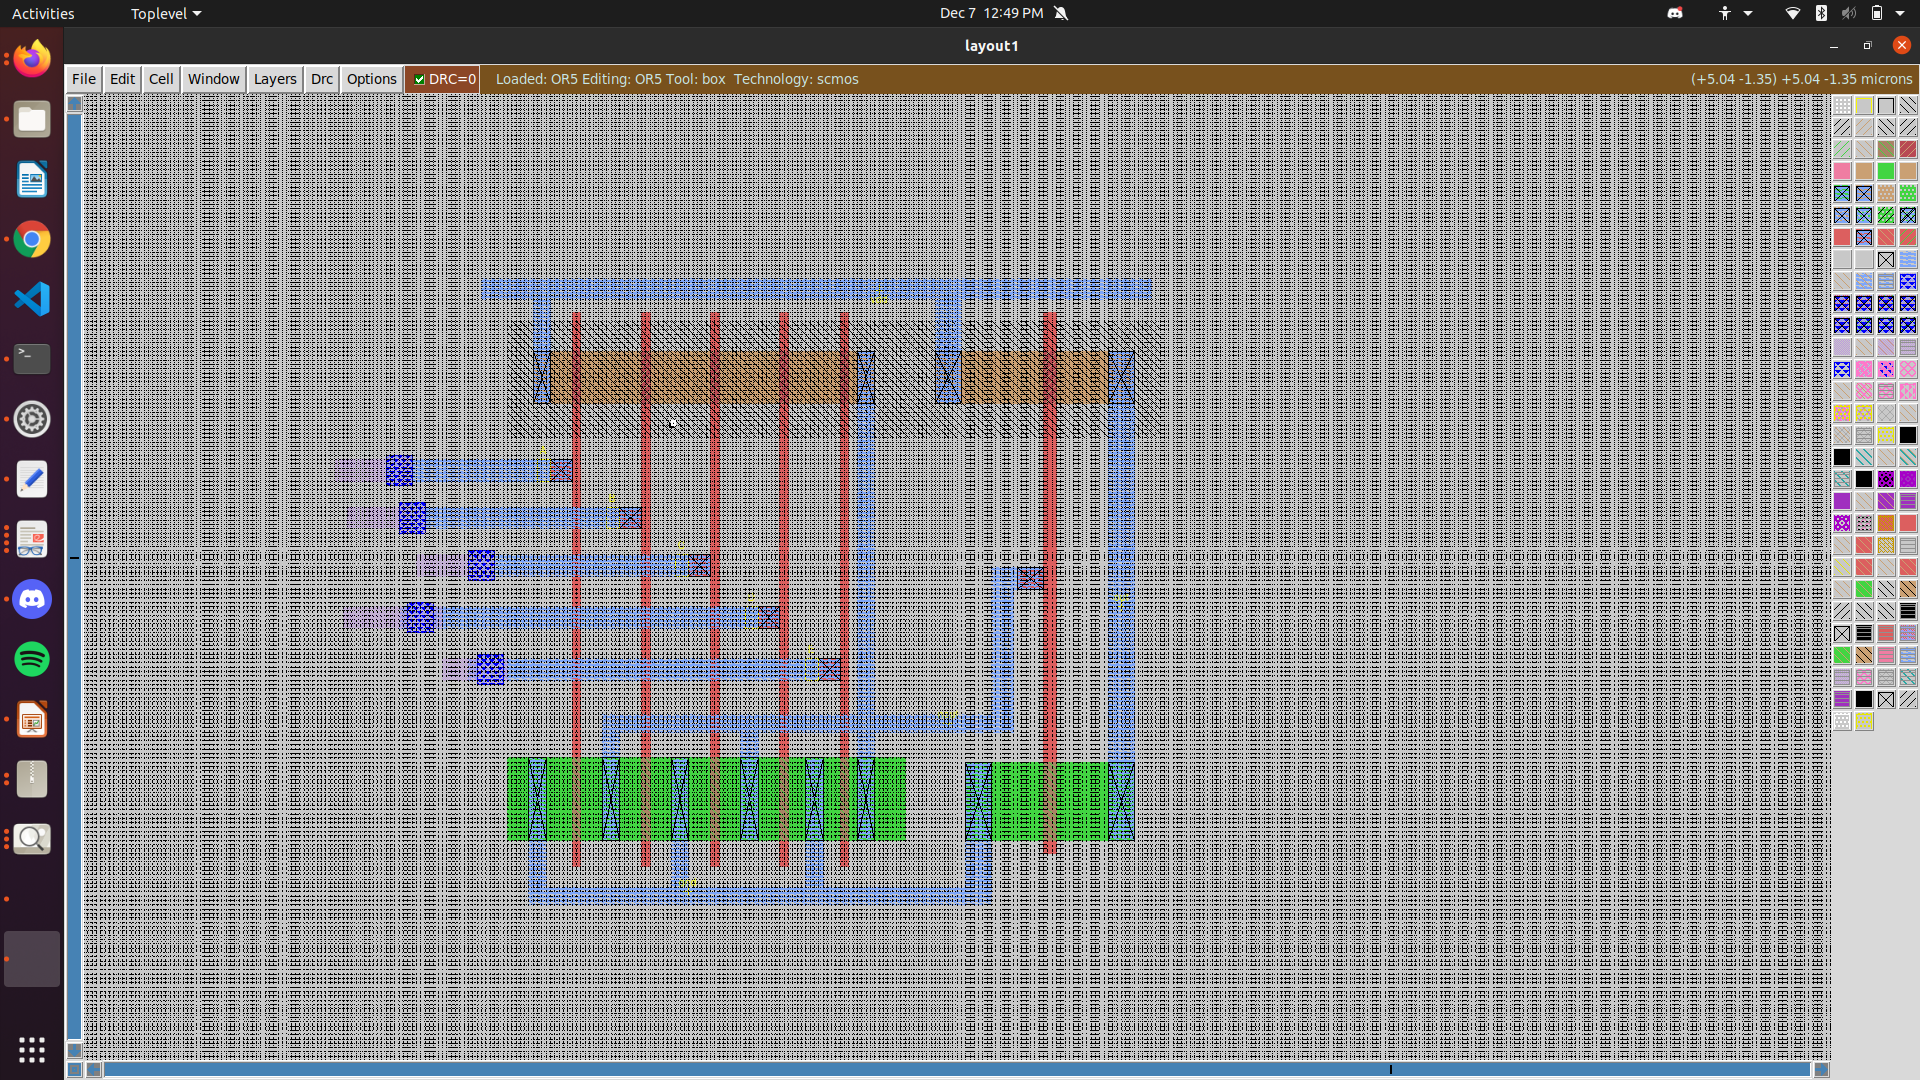 Activities
Toplevel
Dec 7 12:49 PM
layout1
File Edit Cell Window Layers Drc Options DRC=0 Loaded: OR5 Editing: OR5 Tool: box Technology: scmos (+5.04 -1.35) +5.04 -1.35 microns